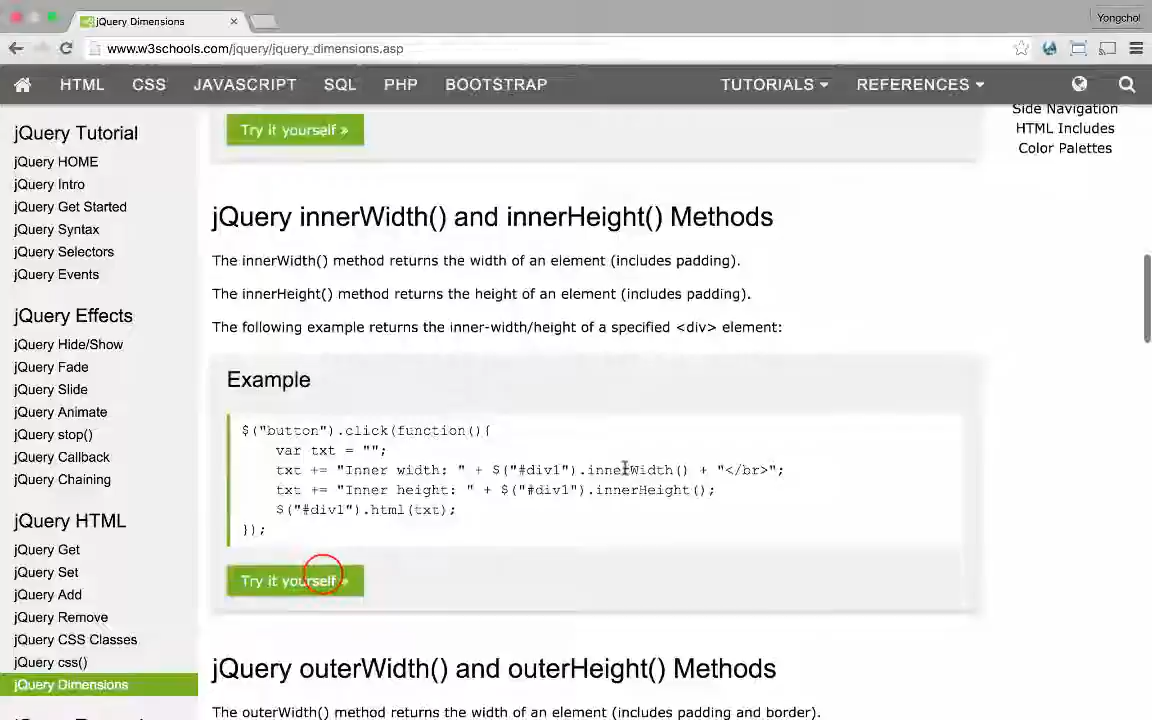 jQuery Dimensions
Yongchol
www.w3schools.com/jquery/jquery_dimensions.asp
HTML CSS JAVASCRIPT SQL PHP BOOTSTRAP TUTORIALS REFERENCES
jQuery Tutorial
jQuery HOME
jQuery Intro
jQuery Get Started
jQuery Syntax
jQuery Selectors
jQuery Events
jQuery Effects
jQuery Hide/Show
jQuery Fade
jQuery Slide
jQuery Animate
jQuery stop()
jQuery Callback
jQuery Chaining
jQuery HTML
jQuery Get
jQuery Set
jQuery Add
jQuery Remove
jQuery CSS Classes
jQuery css()
jQuery Dimensions
Try it yourself »
jQuery innerWidth() and innerHeight() Methods
The innerWidth() method returns the width of an element (includes padding).
The innerHeight() method returns the height of an element (includes padding).
The following example returns the inner-width/height of a specified <div> element:
Example
$("button").click(function(){
var txt = "";
txt += "Inner width: " + $("#div1").innerWidth() + "</br>";
txt += "Inner height: " + $("#div1").innerHeight();
$("#div1").html(txt);
});
Try it yourself »
jQuery outerWidth() and outerHeight() Methods
The outerWidth() method returns the width of an element (includes padding and border).
Side Navigation
HTML Includes
Color Palettes